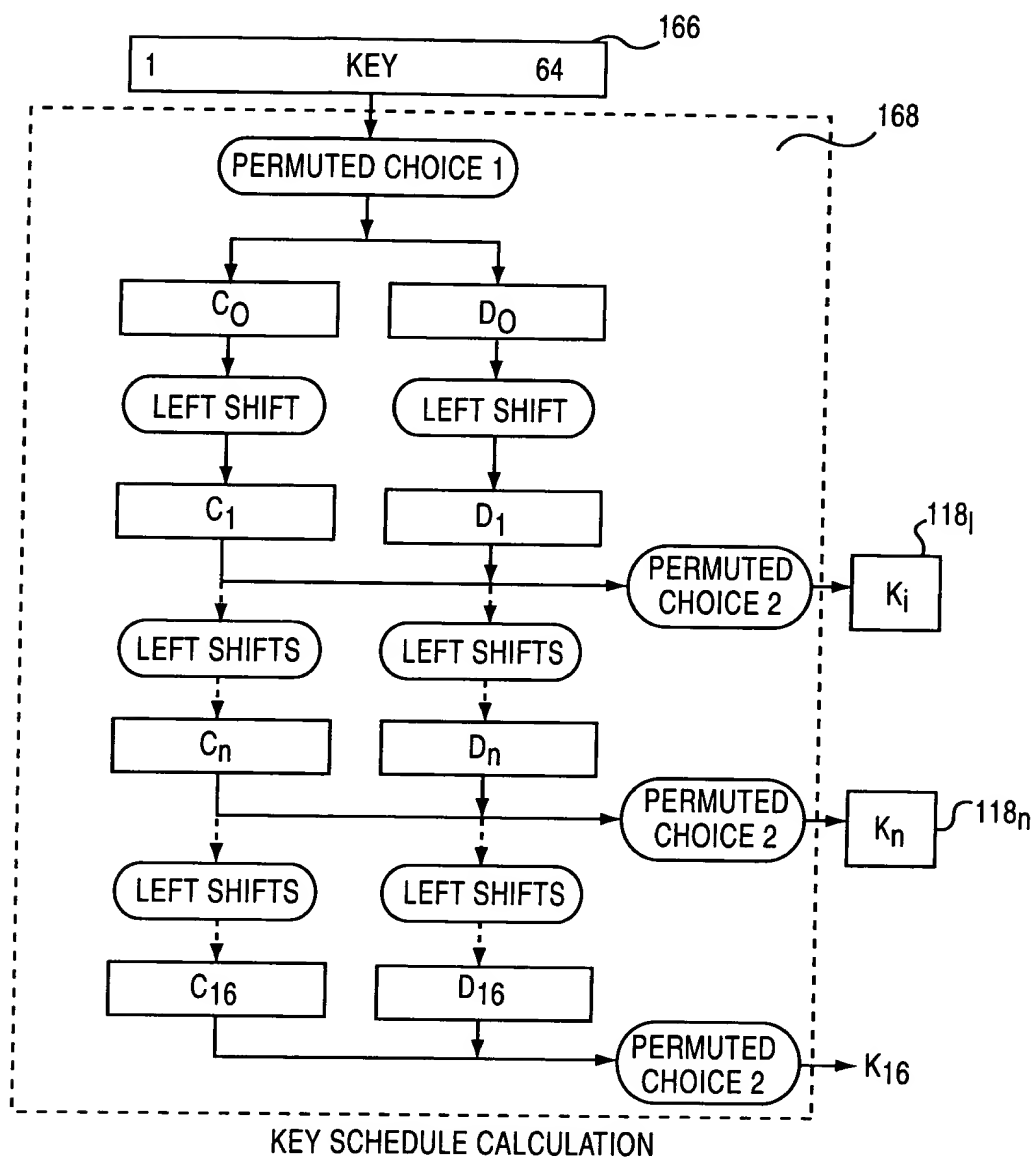 166
1 KEY 64
168
PERMUTED CHOICE 1
C0 D0
LEFT SHIFT LEFT SHIFT
C1 D1
118i
PERMUTED
CHOICE 2
Ki
LEFT SHIFTS LEFT SHIFTS
Cn Dn
PERMUTED
CHOICE 2
Kn
118n
LEFT SHIFTS LEFT SHIFTS
C16 D16
PERMUTED
CHOICE 2
K16
KEY SCHEDULE CALCULATION